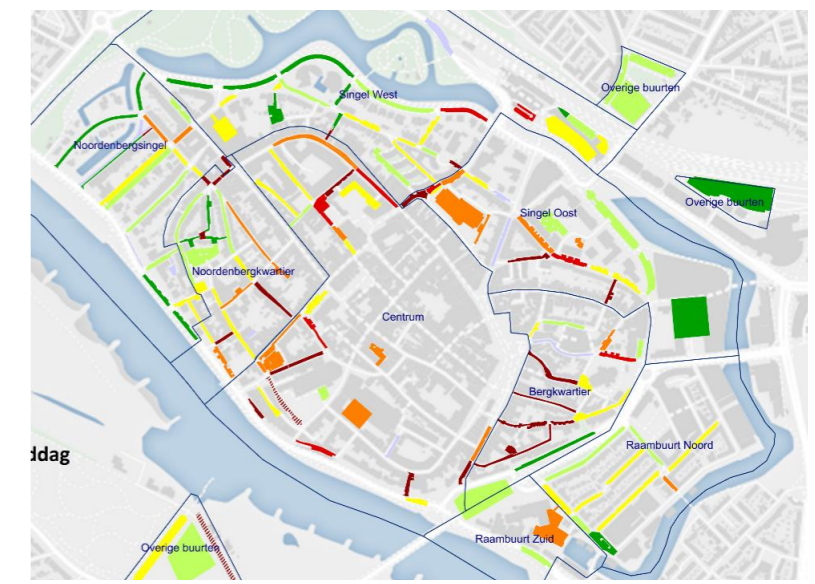 Overige buurten
Singel West
Noordenbergsingel
Overige buurten
Singel Oost
Noordenbergkwartier
Centrum
Bergkwartier
Raambuurt Noord
ddag
Raambuurt Zuid
Overige buurten